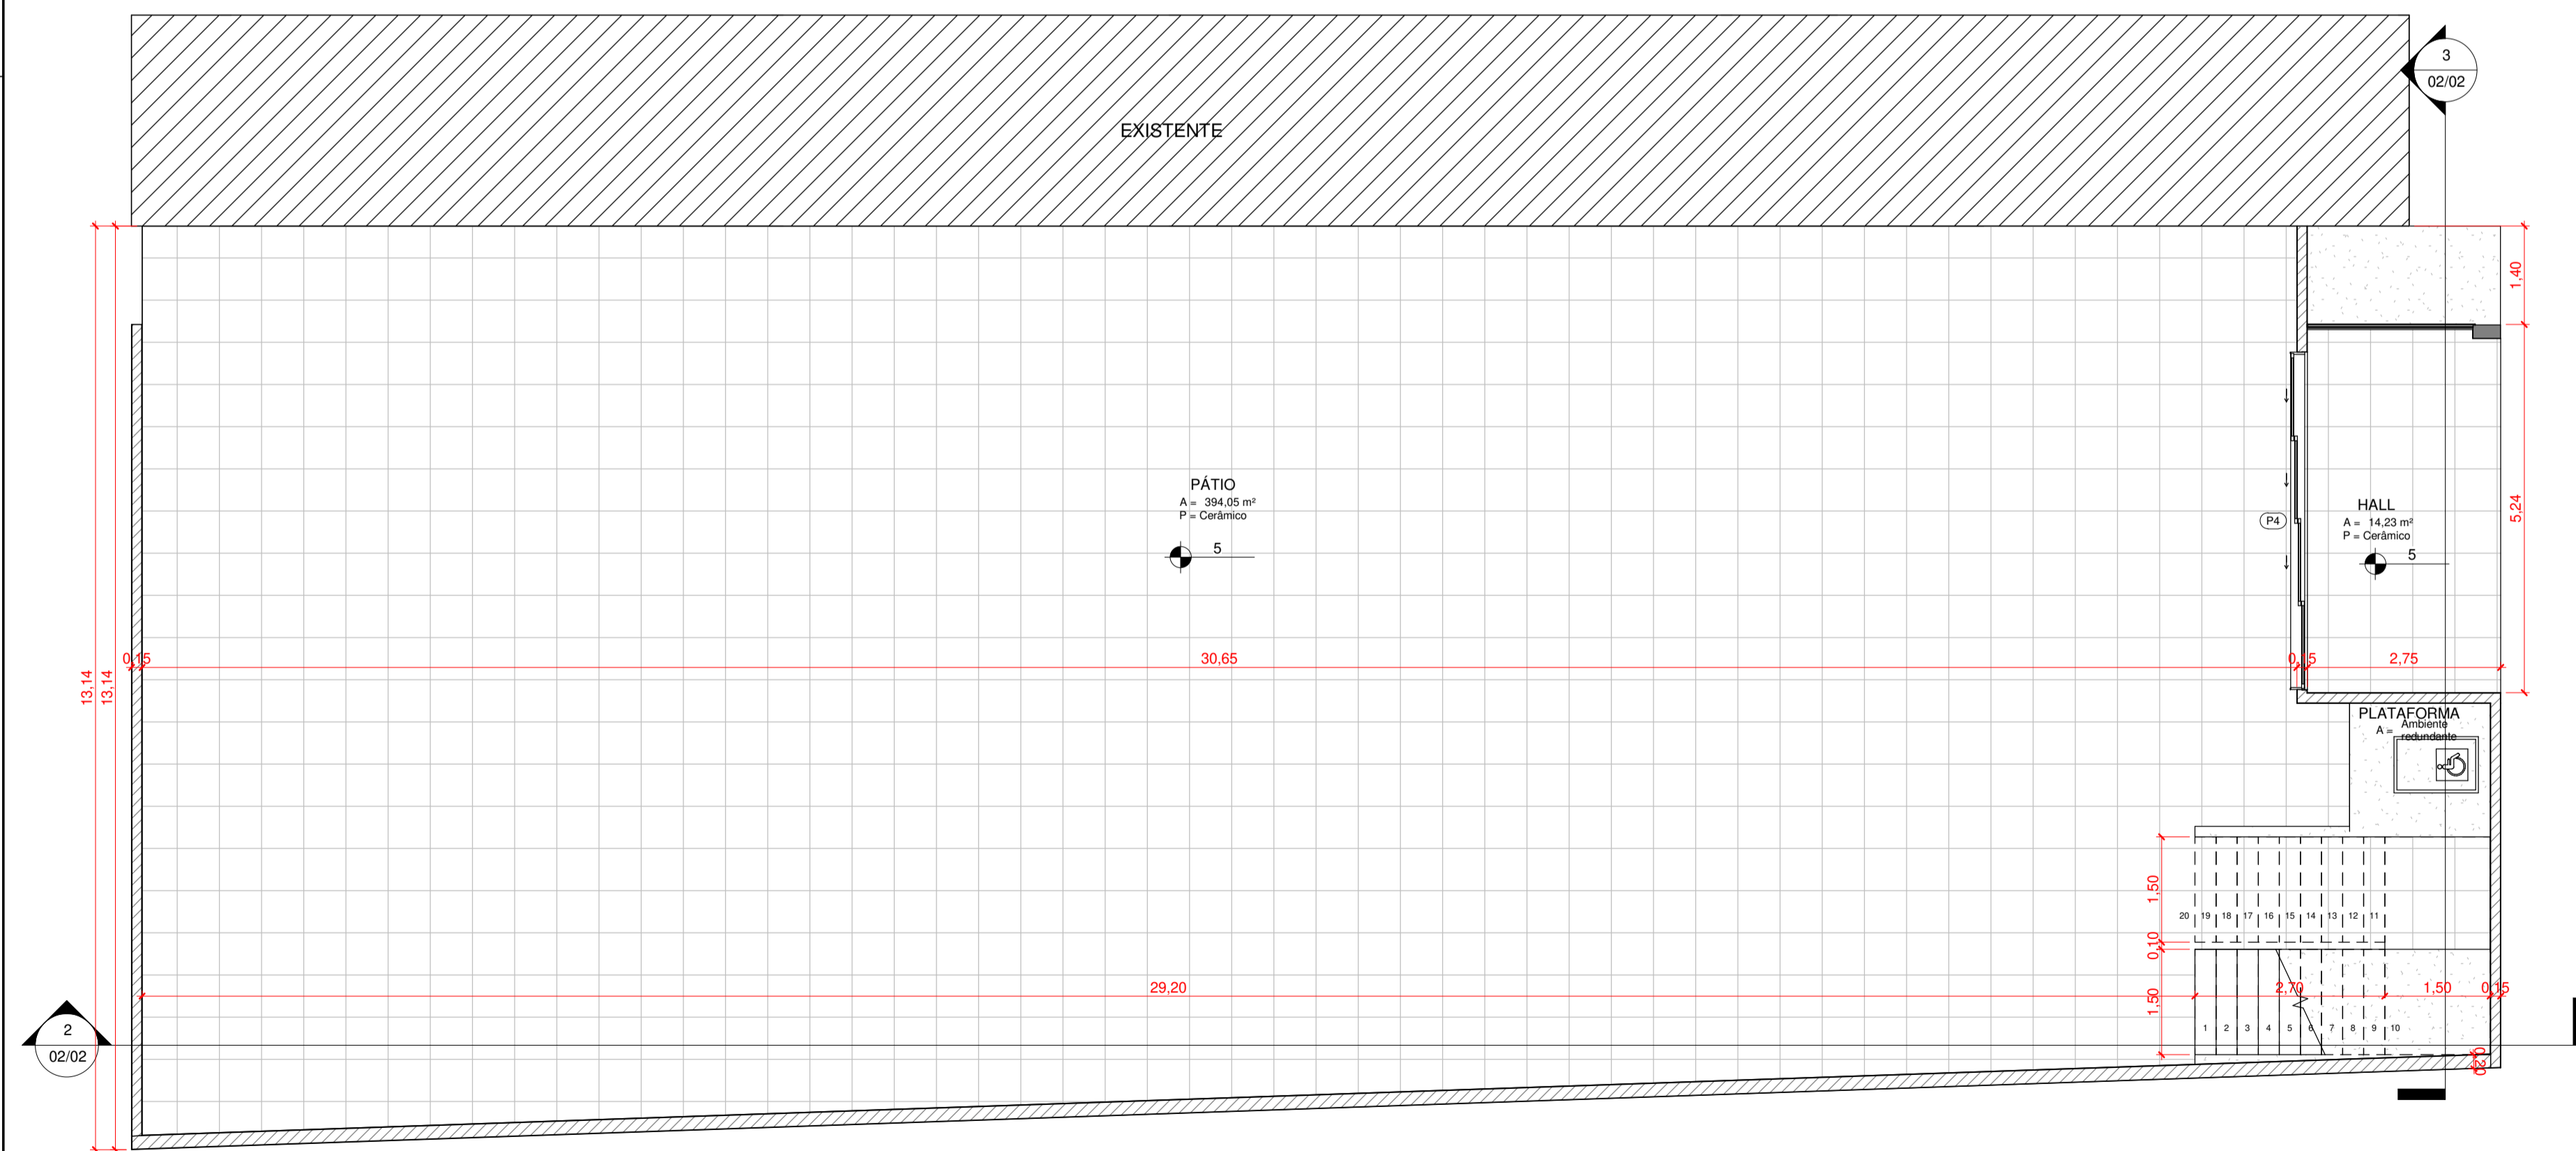 3
02/02
EXISTENTE
1,40
5,24
PÁTIO
A = 394,05 m²
P = Cerâmico
5
P4
HALL
A = 14,23 m²
P = Cerâmico
5
0,15
30,65
0,15
2,75
13,14
13,14
PLATAFORMA
Ambiente
A = redundante
1,50
20 19 18 17 16 15 14 13 12 11
0,10
29,20
2,70
1,50
0,15
1,50
2
02/02
1 2 3 4 5 6 7 8 9 10
0,20